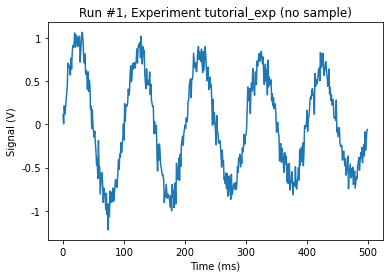 Run #1, Experiment tutorial_exp (no sample)
1
0.5
0
-0.5
-1
Signal (V)
0 100 200 300 400 500
Time (ms)